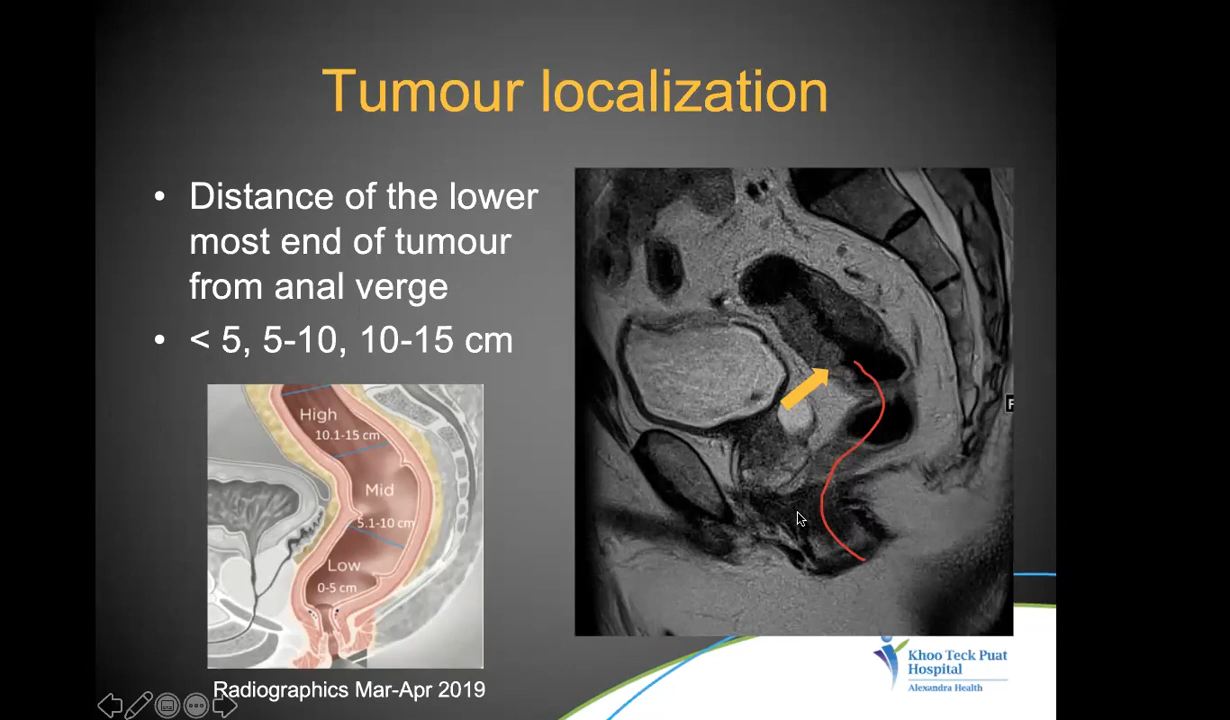 Tumour localization
• Distance of the lower
most end of tumour
from anal verge
• < 5, 5-10, 10-15 cm
High
10.1-15 cm
Mid
5.1-10 cm
Low
0-5 cm
Radiographics Mar-Apr 2019
F
Khoo Teck Puat
Hospital
Alexandra Health